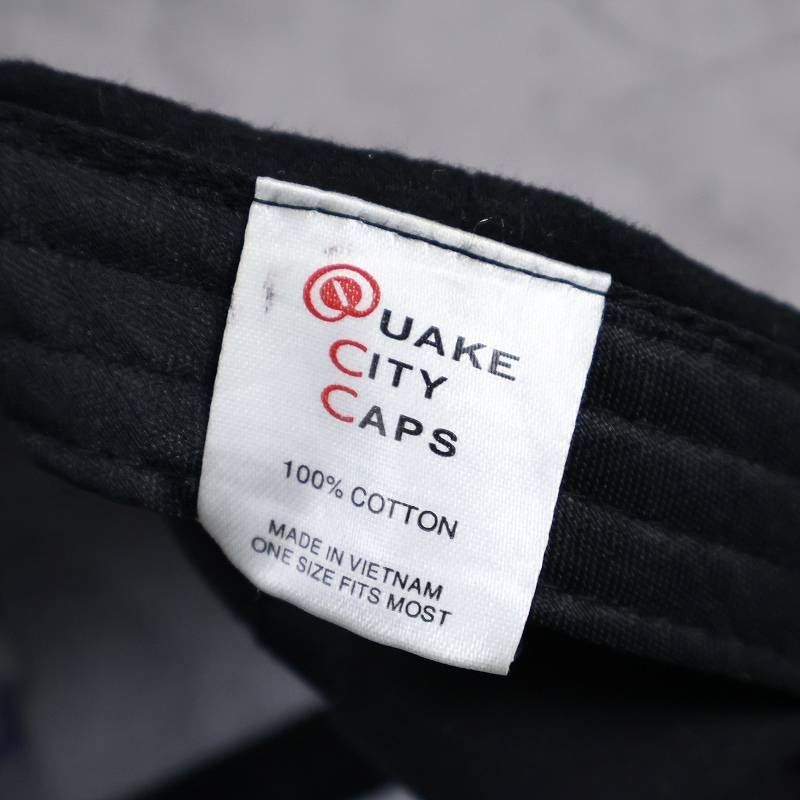 QUAKE
CITY
CAPS
100% COTTON
MADE IN VIETNAM
ONE SIZE FITS MOST